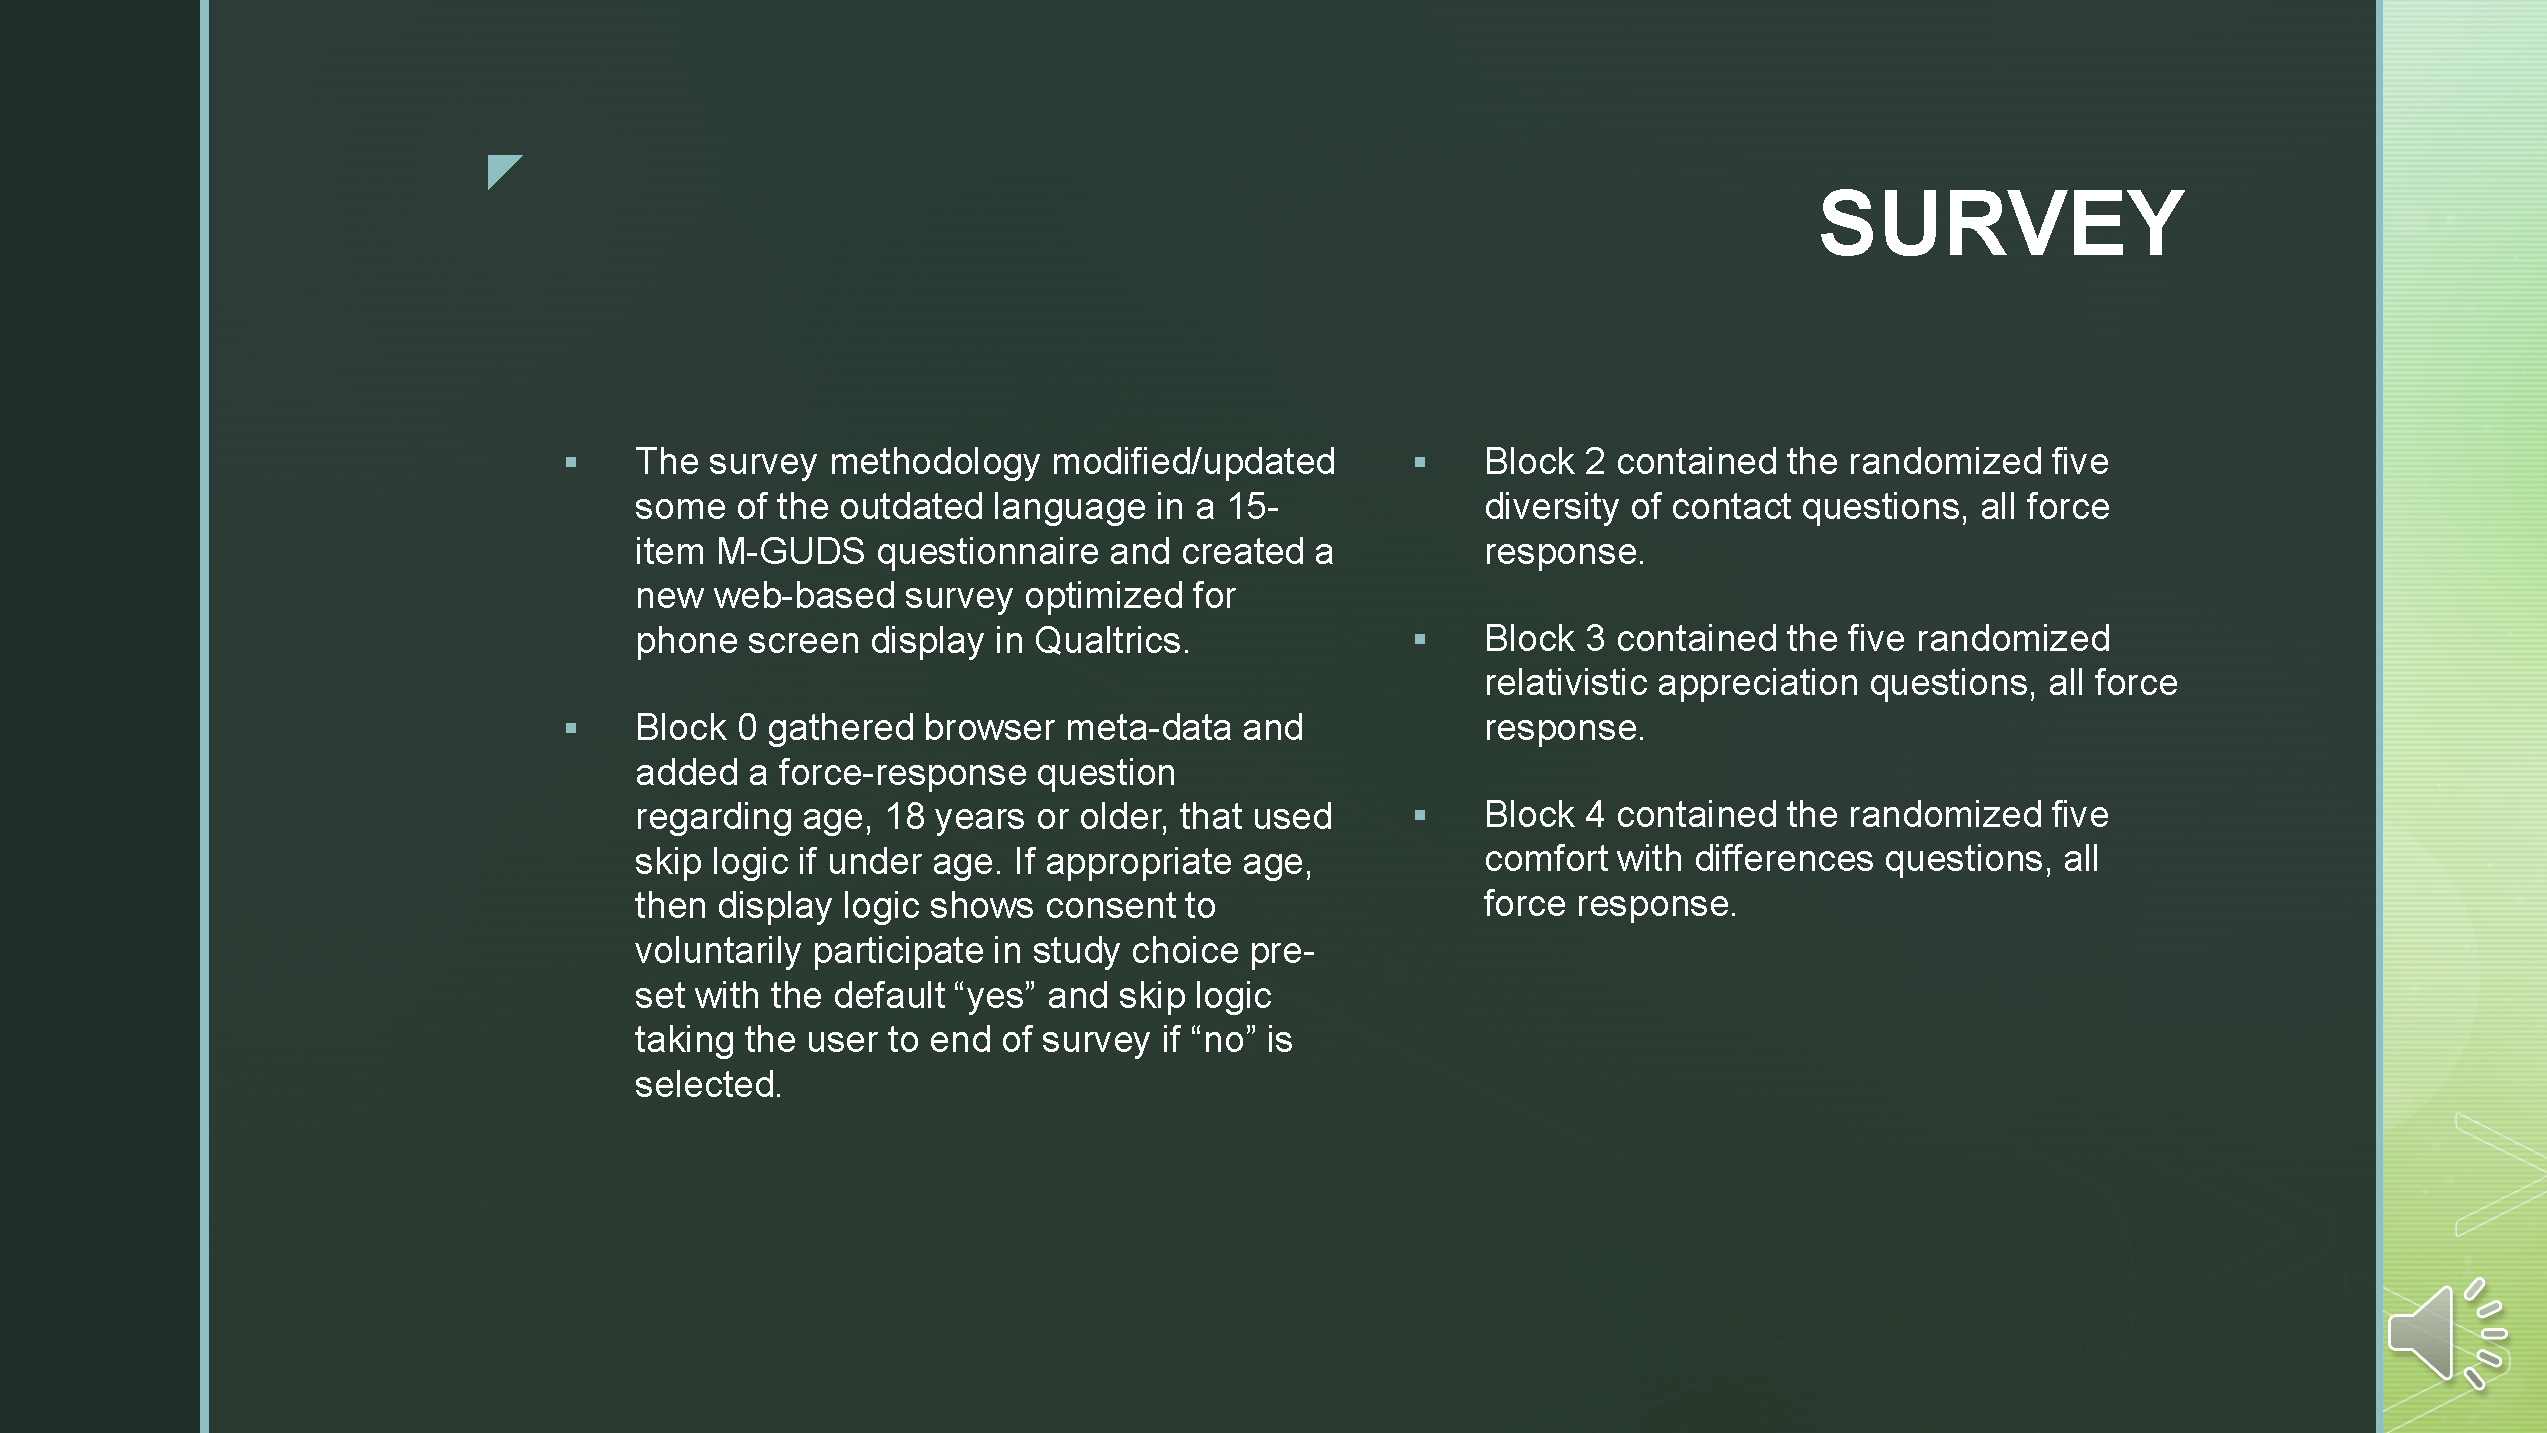 SURVEY
▪ The survey methodology modified/updated
some of the outdated language in a 15-
item M-GUDS questionnaire and created a
new web-based survey optimized for
phone screen display in Qualtrics.
▪ Block 0 gathered browser meta-data and
added a force-response question
regarding age, 18 years or older, that used
skip logic if under age. If appropriate age,
then display logic shows consent to
voluntarily participate in study choice pre-
set with the default “yes” and skip logic
taking the user to end of survey if “no” is
selected.
▪ Block 2 contained the randomized five
diversity of contact questions, all force
response.
▪ Block 3 contained the five randomized
relativistic appreciation questions, all force
response.
▪ Block 4 contained the randomized five
comfort with differences questions, all
force response.